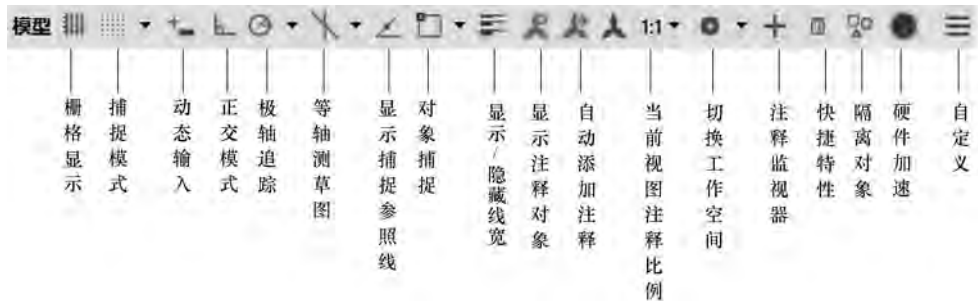 模型 1:1
栅格显示
捕捉模式
动态输入
正交模式
极轴追踪
等轴测草图
显示捕捉参照线
对象捕捉
显示/隐藏线宽
显示注释对象
自动添加注释
当前视图注释比例
切换工作空间
注释监视器
快捷特性
隔离对象
硬件加速
自定义